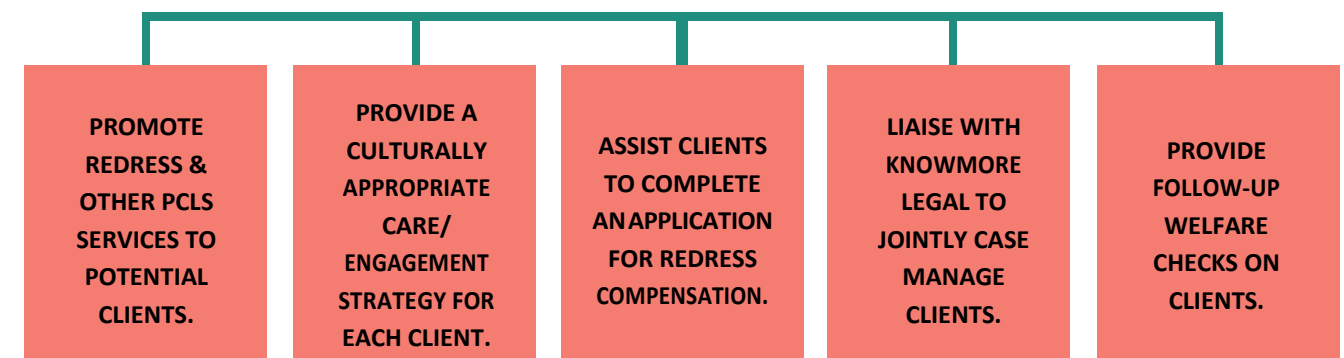 PROMOTE
REDRESS &
OTHER PCLS
SERVICES TO
POTENTIAL
CLIENTS.
PROVIDE A
CULTURALLY
APPROPRIATE
CARE/
ENGAGEMENT
STRATEGY FOR
EACH CLIENT.
ASSIST CLIENTS
TO COMPLETE
AN APPLICATION
FOR REDRESS
COMPENSATION.
LIAISE WITH
KNOWMORE
LEGAL TO
JOINTLY CASE
MANAGE
CLIENTS.
PROVIDE
FOLLOW-UP
WELFARE
CHECKS ON
CLIENTS.